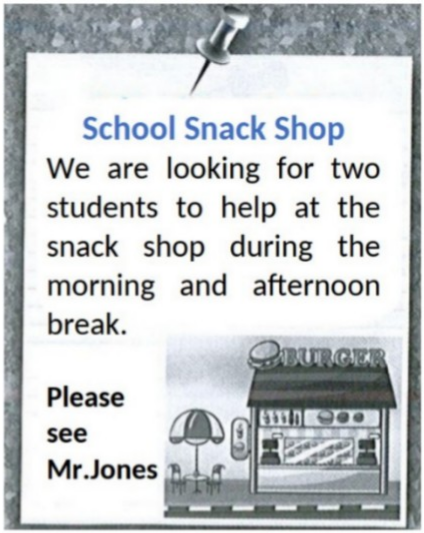 School Snack Shop
We are looking for two
students to help at the
snack shop during the
morning and afternoon
break.
BURGER
Please
see
Mr.Jones